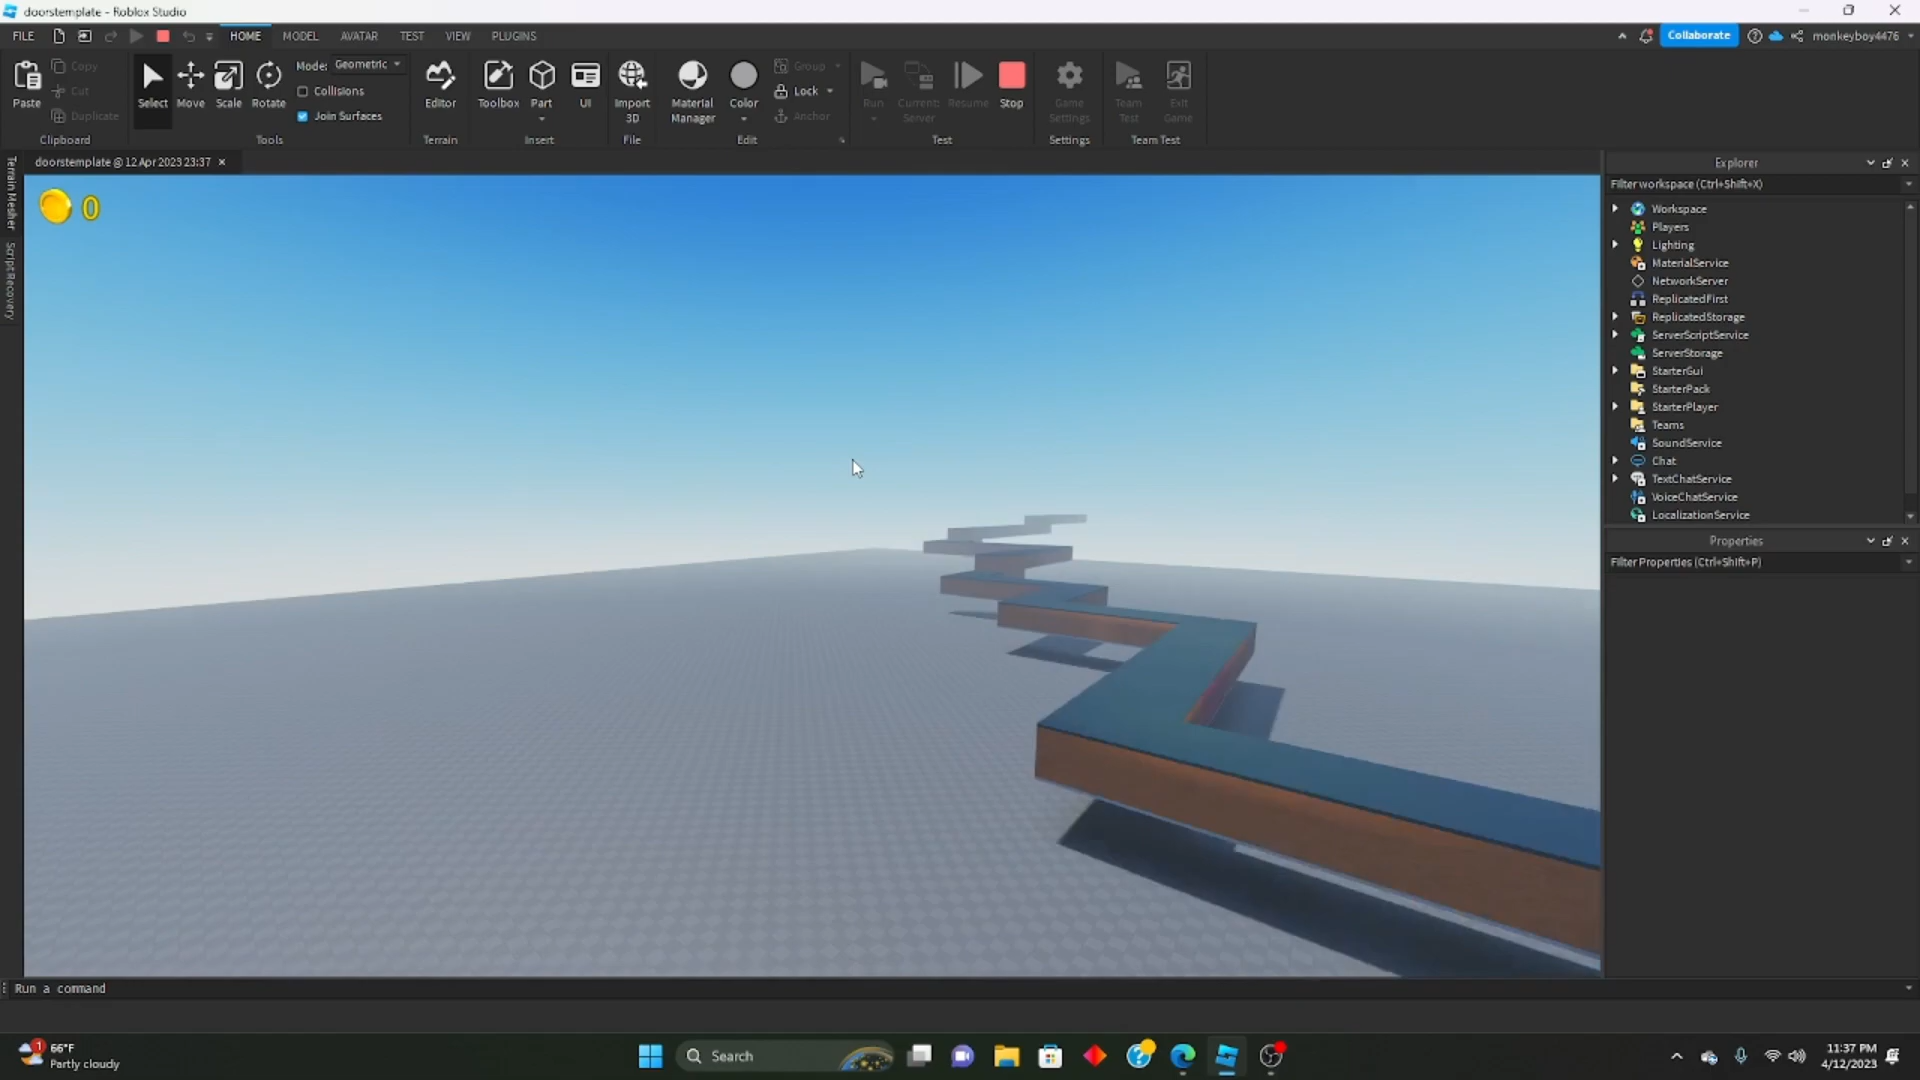 doorstemplate - Roblox Studio
FILE HOME MODEL AVATAR TEST VIEW PLUGINS Collaborate monkeyboy4476
Paste Copy Cut Duplicate
Clipboard
Select Move Scale Rotate
Mode: Geometric
Collisions
Join Surfaces
Tools
Editor
Terrain
Toolbox Part UI
Insert
Import 3D
File
Material Manager Color
Group
Lock
Anchor
Edit
Run Current: Server Resume Stop
Test
Game Settings
Settings
Team Test Exit Game
Team Test
doorstemplate @ 12 Apr 2023 23:37
Terrain Mesher
Script Recovery
0
Explorer
Filter workspace (Ctrl+Shift+X)
Workspace
Players
Lighting
MaterialService
NetworkServer
ReplicatedFirst
ReplicatedStorage
ServerScriptService
ServerStorage
StarterGui
StarterPack
StarterPlayer
Teams
SoundService
Chat
TextChatService
VoiceChatService
LocalizationService
Properties
Filter Properties (Ctrl+Shift+P)
Run a command
1
66°F
Partly cloudy
Search
11:37 PM
4/12/2023